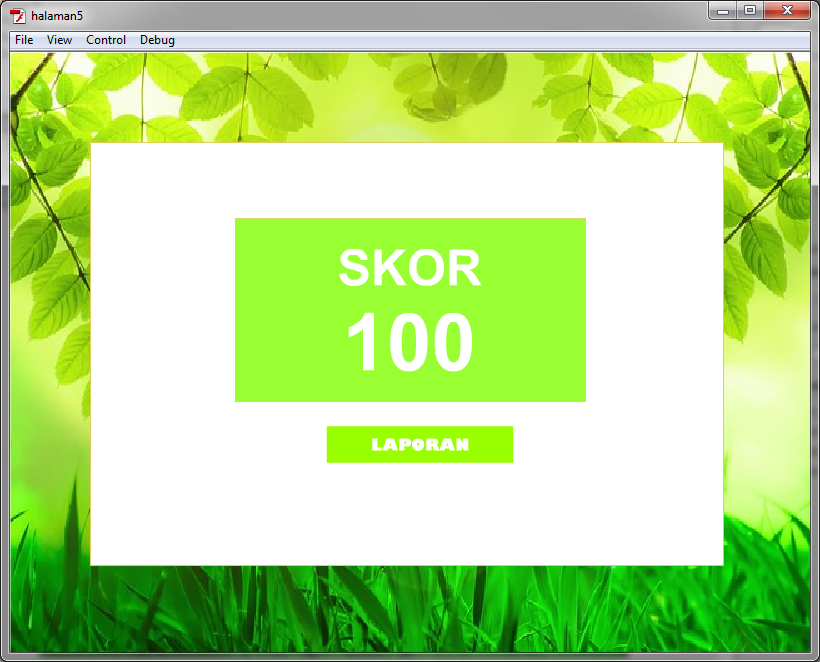 halaman5
File View Control Debug
SKOR
100
LAPORAN